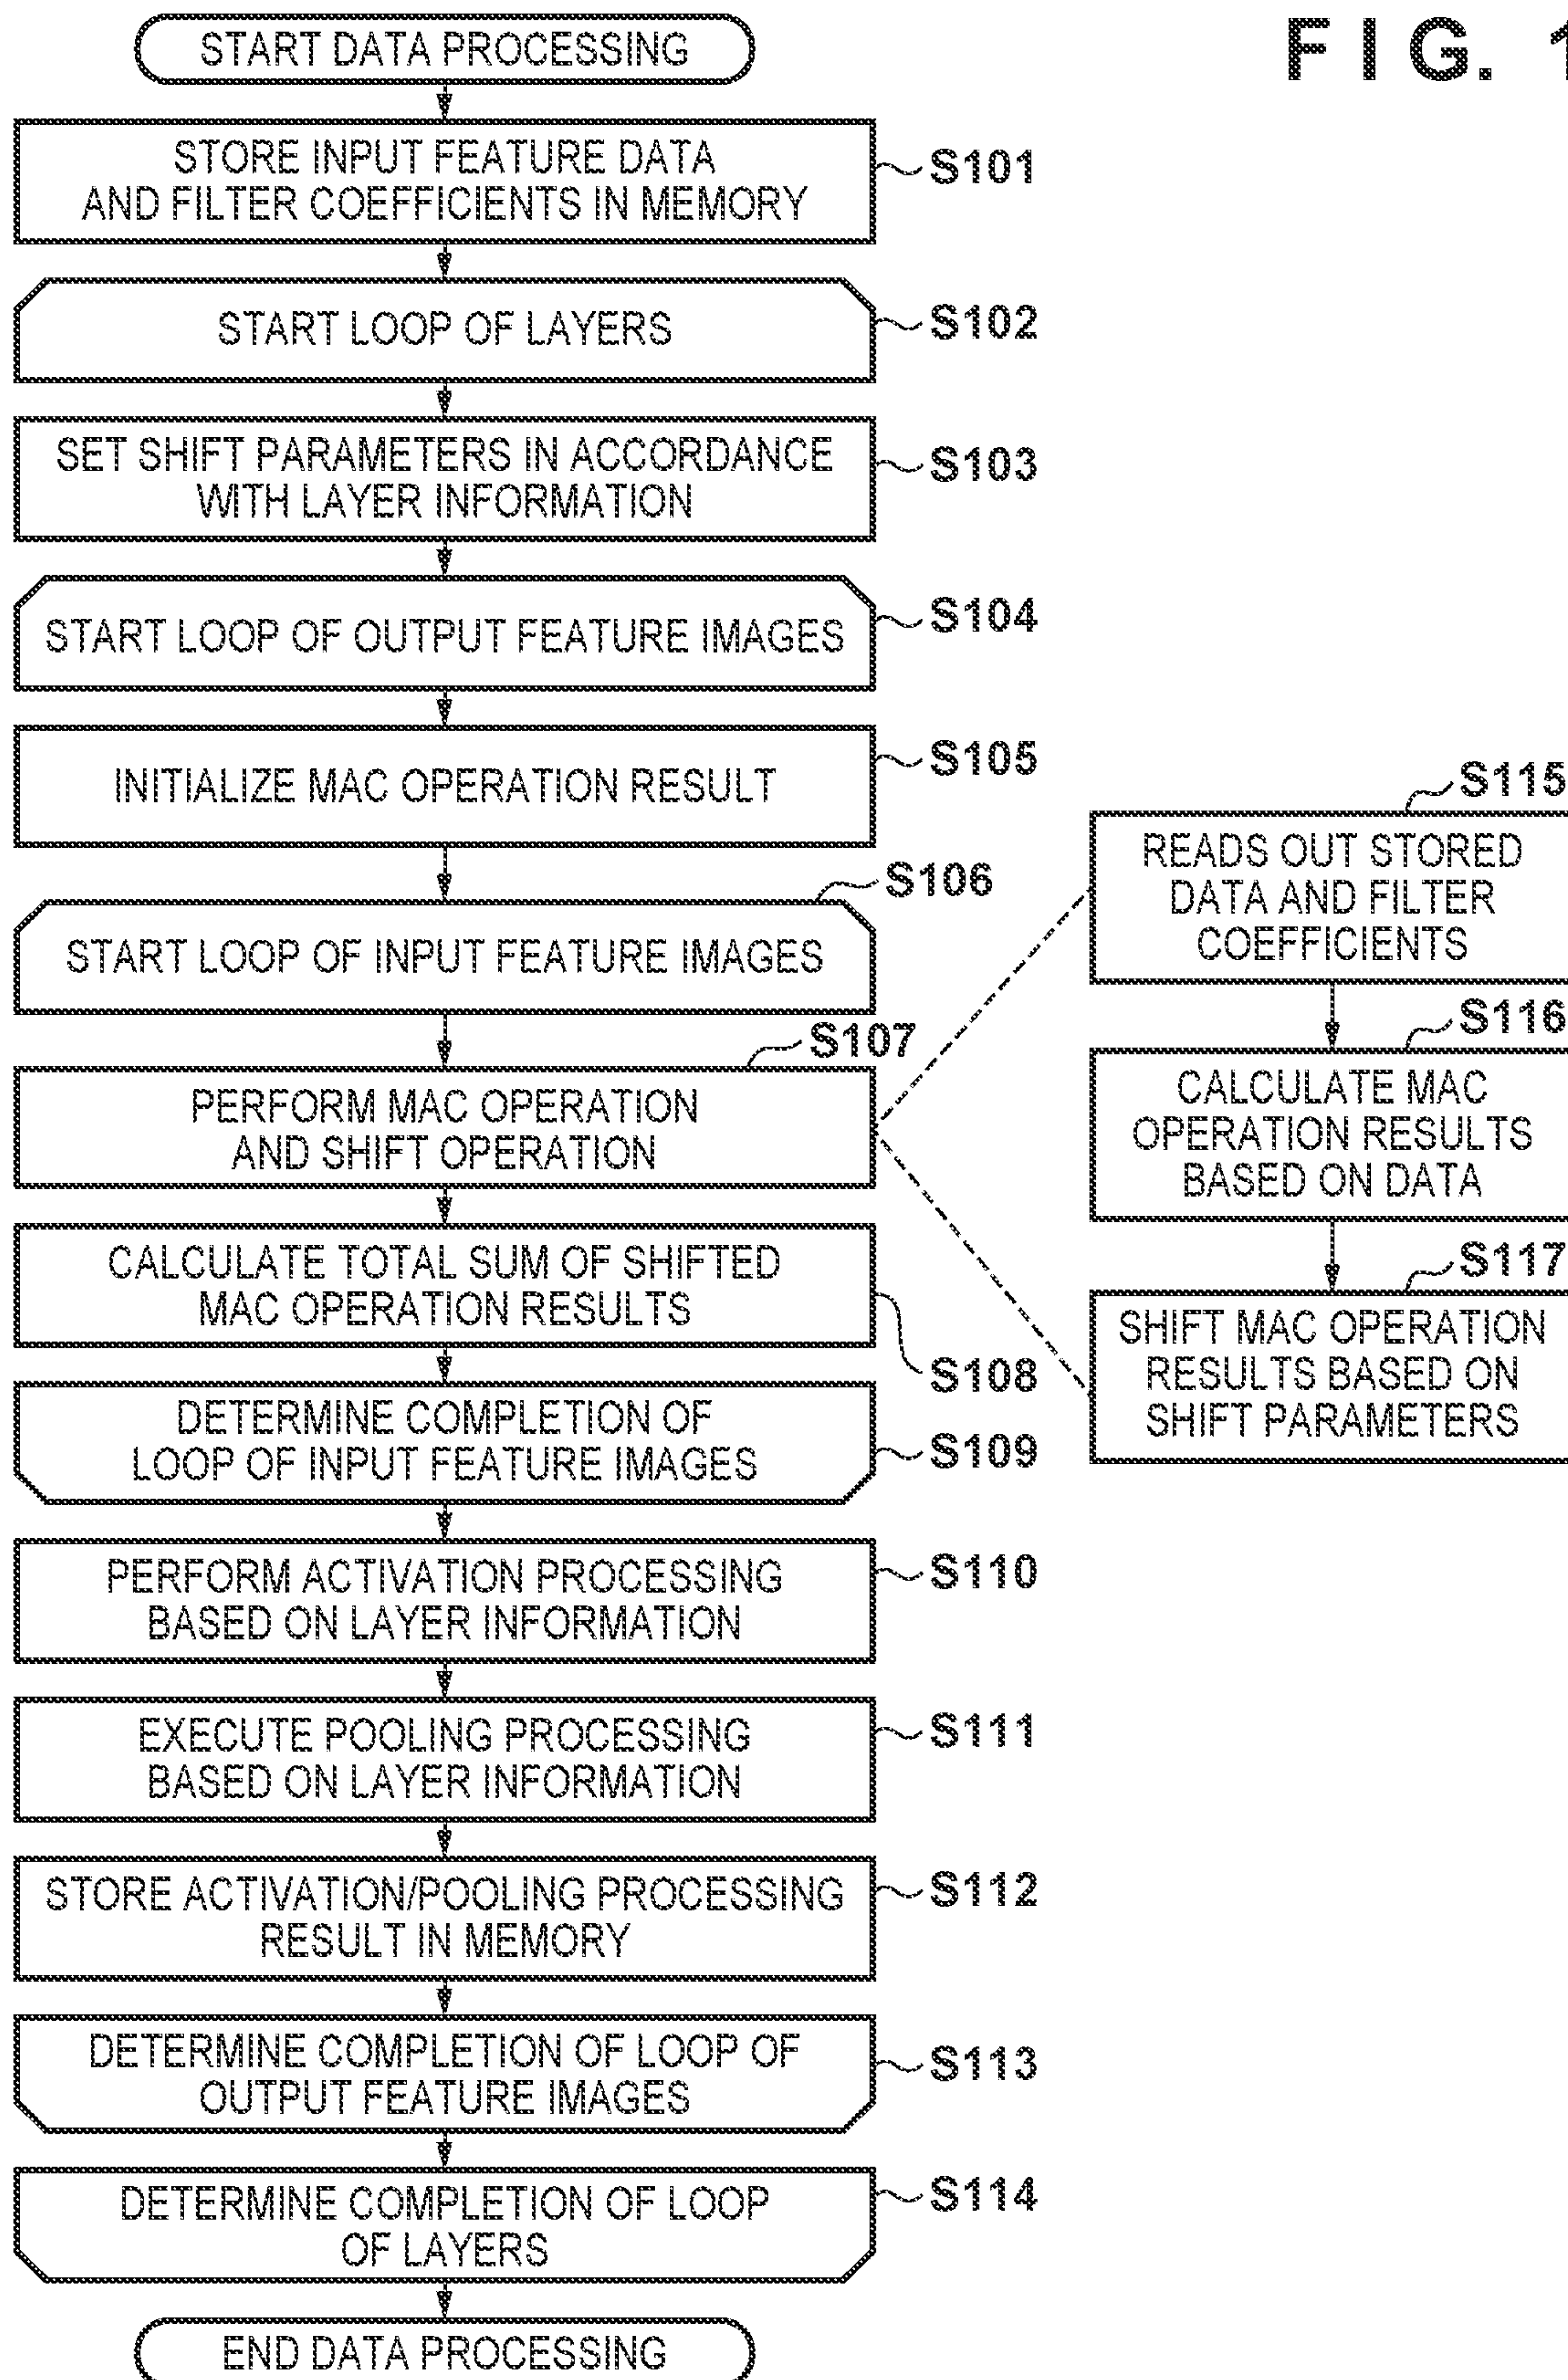 FIG. 1
START DATA PROCESSING
STORE INPUT FEATURE DATA
AND FILTER COEFFICIENTS IN MEMORY
S101
START LOOP OF LAYERS
S102
SET SHIFT PARAMETERS IN ACCORDANCE
WITH LAYER INFORMATION
S103
START LOOP OF OUTPUT FEATURE IMAGES
S104
INITIALIZE MAC OPERATION RESULT
S105
START LOOP OF INPUT FEATURE IMAGES
S106
PERFORM MAC OPERATION
AND SHIFT OPERATION
S107
CALCULATE TOTAL SUM OF SHIFTED
MAC OPERATION RESULTS
S108
DETERMINE COMPLETION OF
LOOP OF INPUT FEATURE IMAGES
S109
PERFORM ACTIVATION PROCESSING
BASED ON LAYER INFORMATION
S110
EXECUTE POOLING PROCESSING
BASED ON LAYER INFORMATION
S111
STORE ACTIVATION/POOLING PROCESSING
RESULT IN MEMORY
S112
DETERMINE COMPLETION OF LOOP OF
OUTPUT FEATURE IMAGES
S113
DETERMINE COMPLETION OF LOOP
OF LAYERS
S114
END DATA PROCESSING
S115
READS OUT STORED
DATA AND FILTER
COEFFICIENTS
S116
CALCULATE MAC
OPERATION RESULTS
BASED ON DATA
S117
SHIFT MAC OPERATION
RESULTS BASED ON
SHIFT PARAMETERS